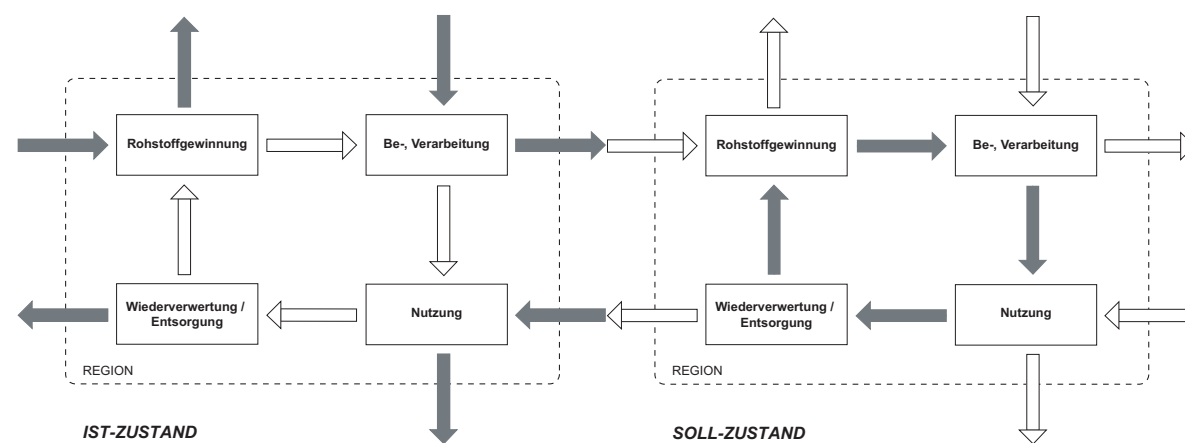 Rohstoffgewinnung
Be-, Verarbeitung
Wiederverwertung /
Entsorgung
Nutzung
REGION
IST-ZUSTAND
Rohstoffgewinnung
Be-, Verarbeitung
Wiederverwertung /
Entsorgung
Nutzung
REGION
SOLL-ZUSTAND